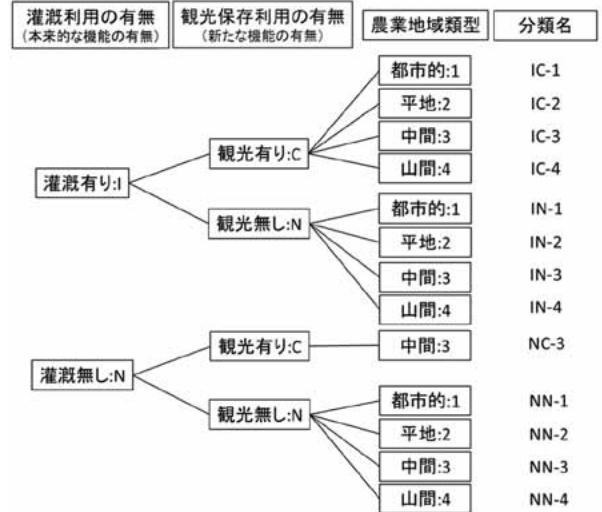 灌漑利用の有無
(本来的な機能の有無)
観光保存利用の有無
(新たな機能の有無)
農業地域類型
分類名
都市的:1
IC-1
平地:2
IC-2
観光有り:C
中間:3
IC-3
山間:4
IC-4
灌漑有り:I
都市的:1
IN-1
観光無し:N
平地:2
IN-2
中間:3
IN-3
山間:4
IN-4
観光有り:C
中間:3
NC-3
灌漑無し:N
都市的:1
NN-1
観光無し:N
平地:2
NN-2
中間:3
NN-3
山間:4
NN-4